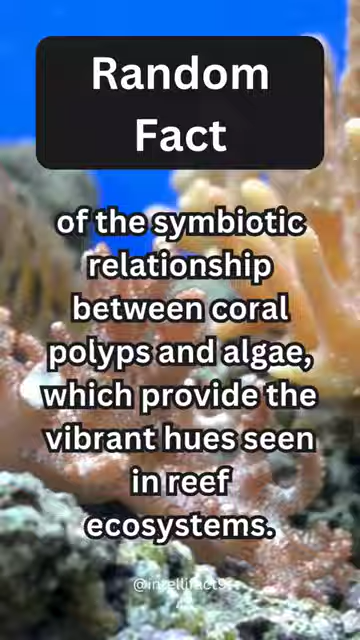 Random
Fact
of the symbiotic
relationship
between coral
polyps and algae,
which provide the
vibrant hues seen
in reef
ecosystems.